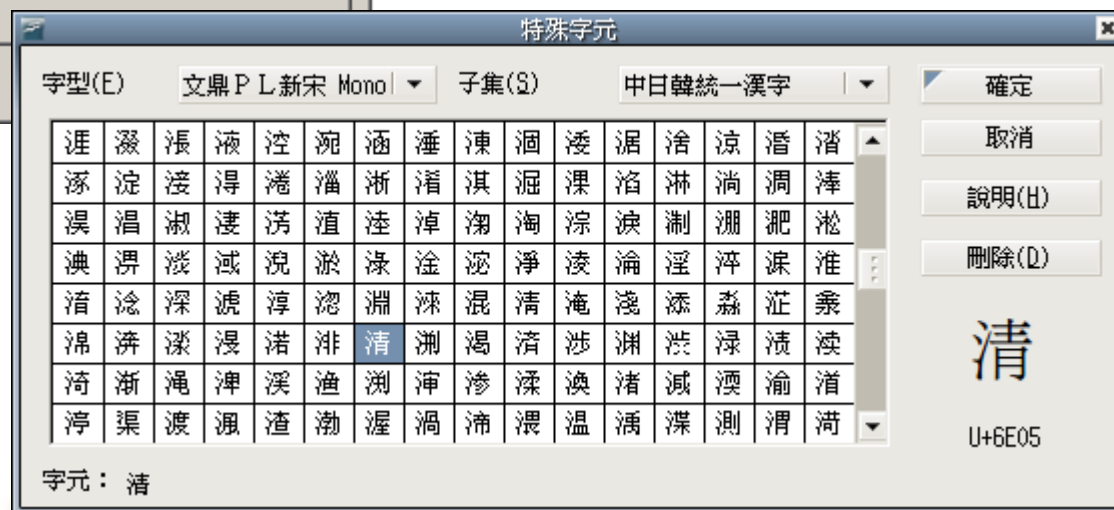 特殊字元
字型(E) 文鼎ＰＬ新宋 Mono 子集(S) 中日韓統一漢字 確定
取消
說明(H)
刪除(D)
涯 涰 涱 液 涳 涴 涵 涶 涷 涸 涹 涺 涻 涼 涽 涾
涿 淀 淁 淂 淃 淄 淅 淆 淇 淈 淉 淊 淋 淌 淍 淎
淏 淐 淑 淒 淓 淔 淕 淖 淗 淘 淙 淚 淛 淜 淝 淞
淟 淠 淡 淢 淣 淤 淥 淦 淧 淨 淩 淪 淫 淬 淭 淮
淯 淰 深 淲 淳 淴 淵 淶 混 淸 淹 淺 添 淼 淽 淾
淿 渀 渁 渂 渃 渄 清 渆 渇 済 渉 渊 渋 渌 渍 渎
渏 渐 渑 渒 渓 渔 渕 渖 渗 渘 渙 渚 減 渜 渝 渞
渟 渠 渡 渢 渣 渤 渥 渦 渧 渨 温 渪 渫 測 渭 渮
清
U+6E05
字元： 清